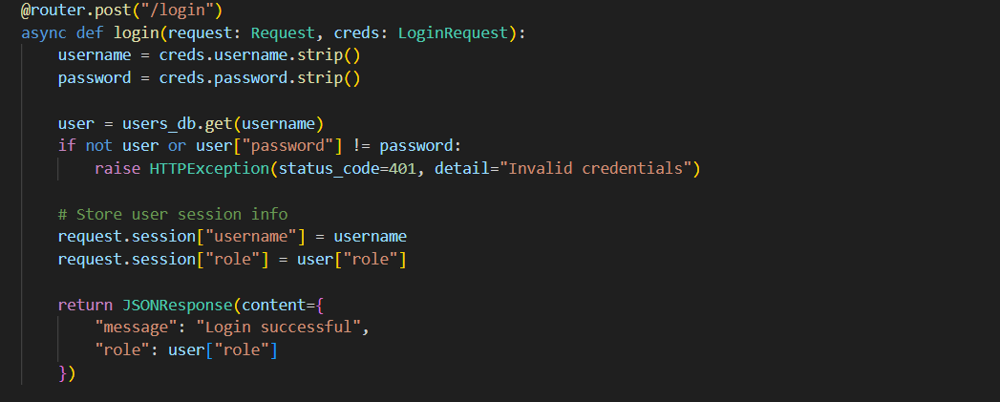 @router.post("/login")
async def login(request: Request, creds: LoginRequest):
    username = creds.username.strip()
    password = creds.password.strip()

    user = users_db.get(username)
    if not user or user["password"] != password:
        raise HTTPException(status_code=401, detail="Invalid credentials")

    # Store user session info
    request.session["username"] = username
    request.session["role"] = user["role"]

    return JSONResponse(content={
        "message": "Login successful",
        "role": user["role"]
    })